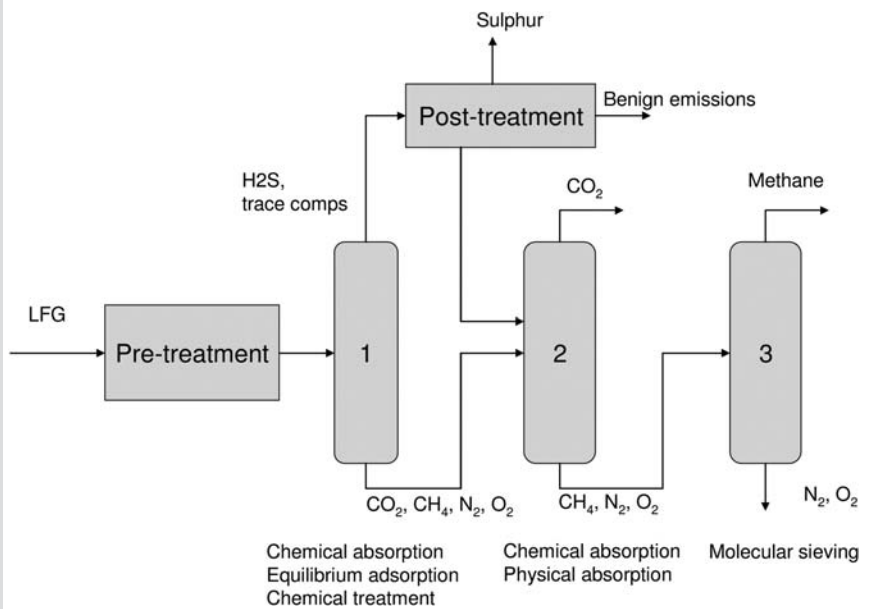 Sulphur
Post-treatment
Benign emissions
H2S,
trace comps
CO₂
Methane
LFG
Pre-treatment
1
2
3
CO₂, CH₄, N₂, O₂
CH₄, N₂, O₂
N₂, O₂
Chemical absorption
Equilibrium adsorption
Chemical treatment
Chemical absorption
Physical absorption
Molecular sieving